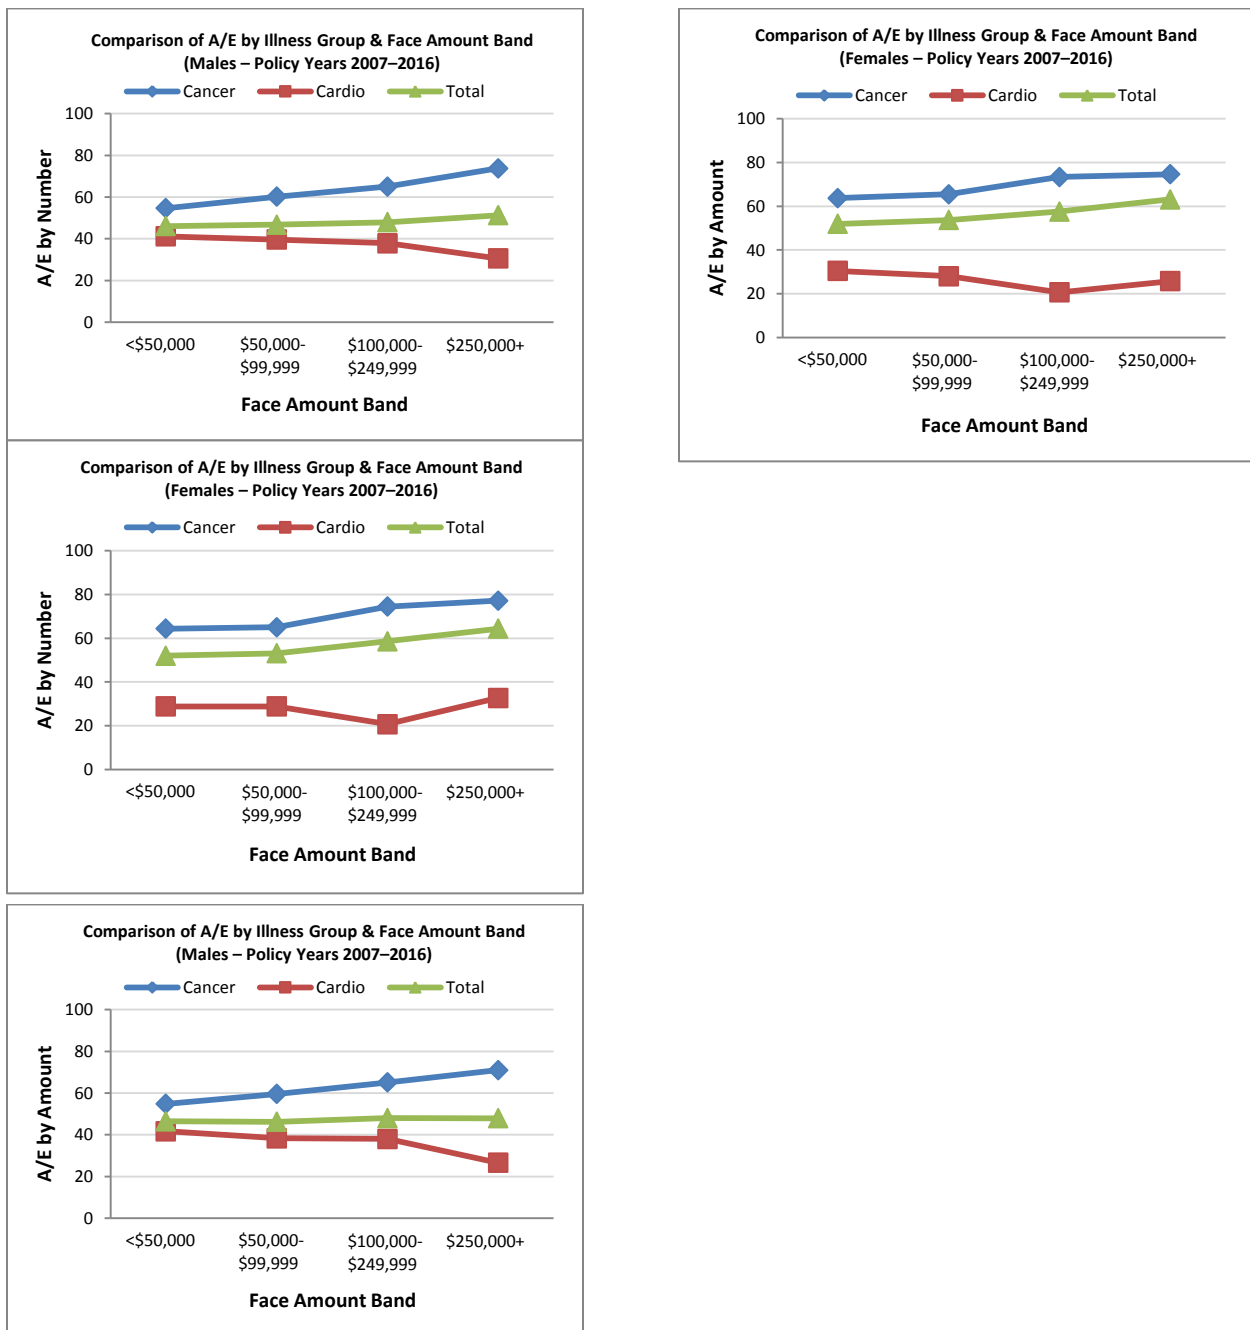 Comparison of A/E by Illness Group & Face Amount Band
(Males – Policy Years 2007–2016)
Cancer Cardio Total
A/E by Number
100
80
60
40
20
0
<$50,000 $50,000- $100,000- $250,000+
$99,999 $249,999
Face Amount Band
Comparison of A/E by Illness Group & Face Amount Band
(Females – Policy Years 2007–2016)
Cancer Cardio Total
A/E by Amount
100
80
60
40
20
0
<$50,000 $50,000- $100,000- $250,000+
$99,999 $249,999
Face Amount Band
Comparison of A/E by Illness Group & Face Amount Band
(Females – Policy Years 2007–2016)
Cancer Cardio Total
A/E by Number
100
80
60
40
20
0
<$50,000 $50,000- $100,000- $250,000+
$99,999 $249,999
Face Amount Band
Comparison of A/E by Illness Group & Face Amount Band
(Males – Policy Years 2007–2016)
Cancer Cardio Total
A/E by Amount
100
80
60
40
20
0
<$50,000 $50,000- $100,000- $250,000+
$99,999 $249,999
Face Amount Band